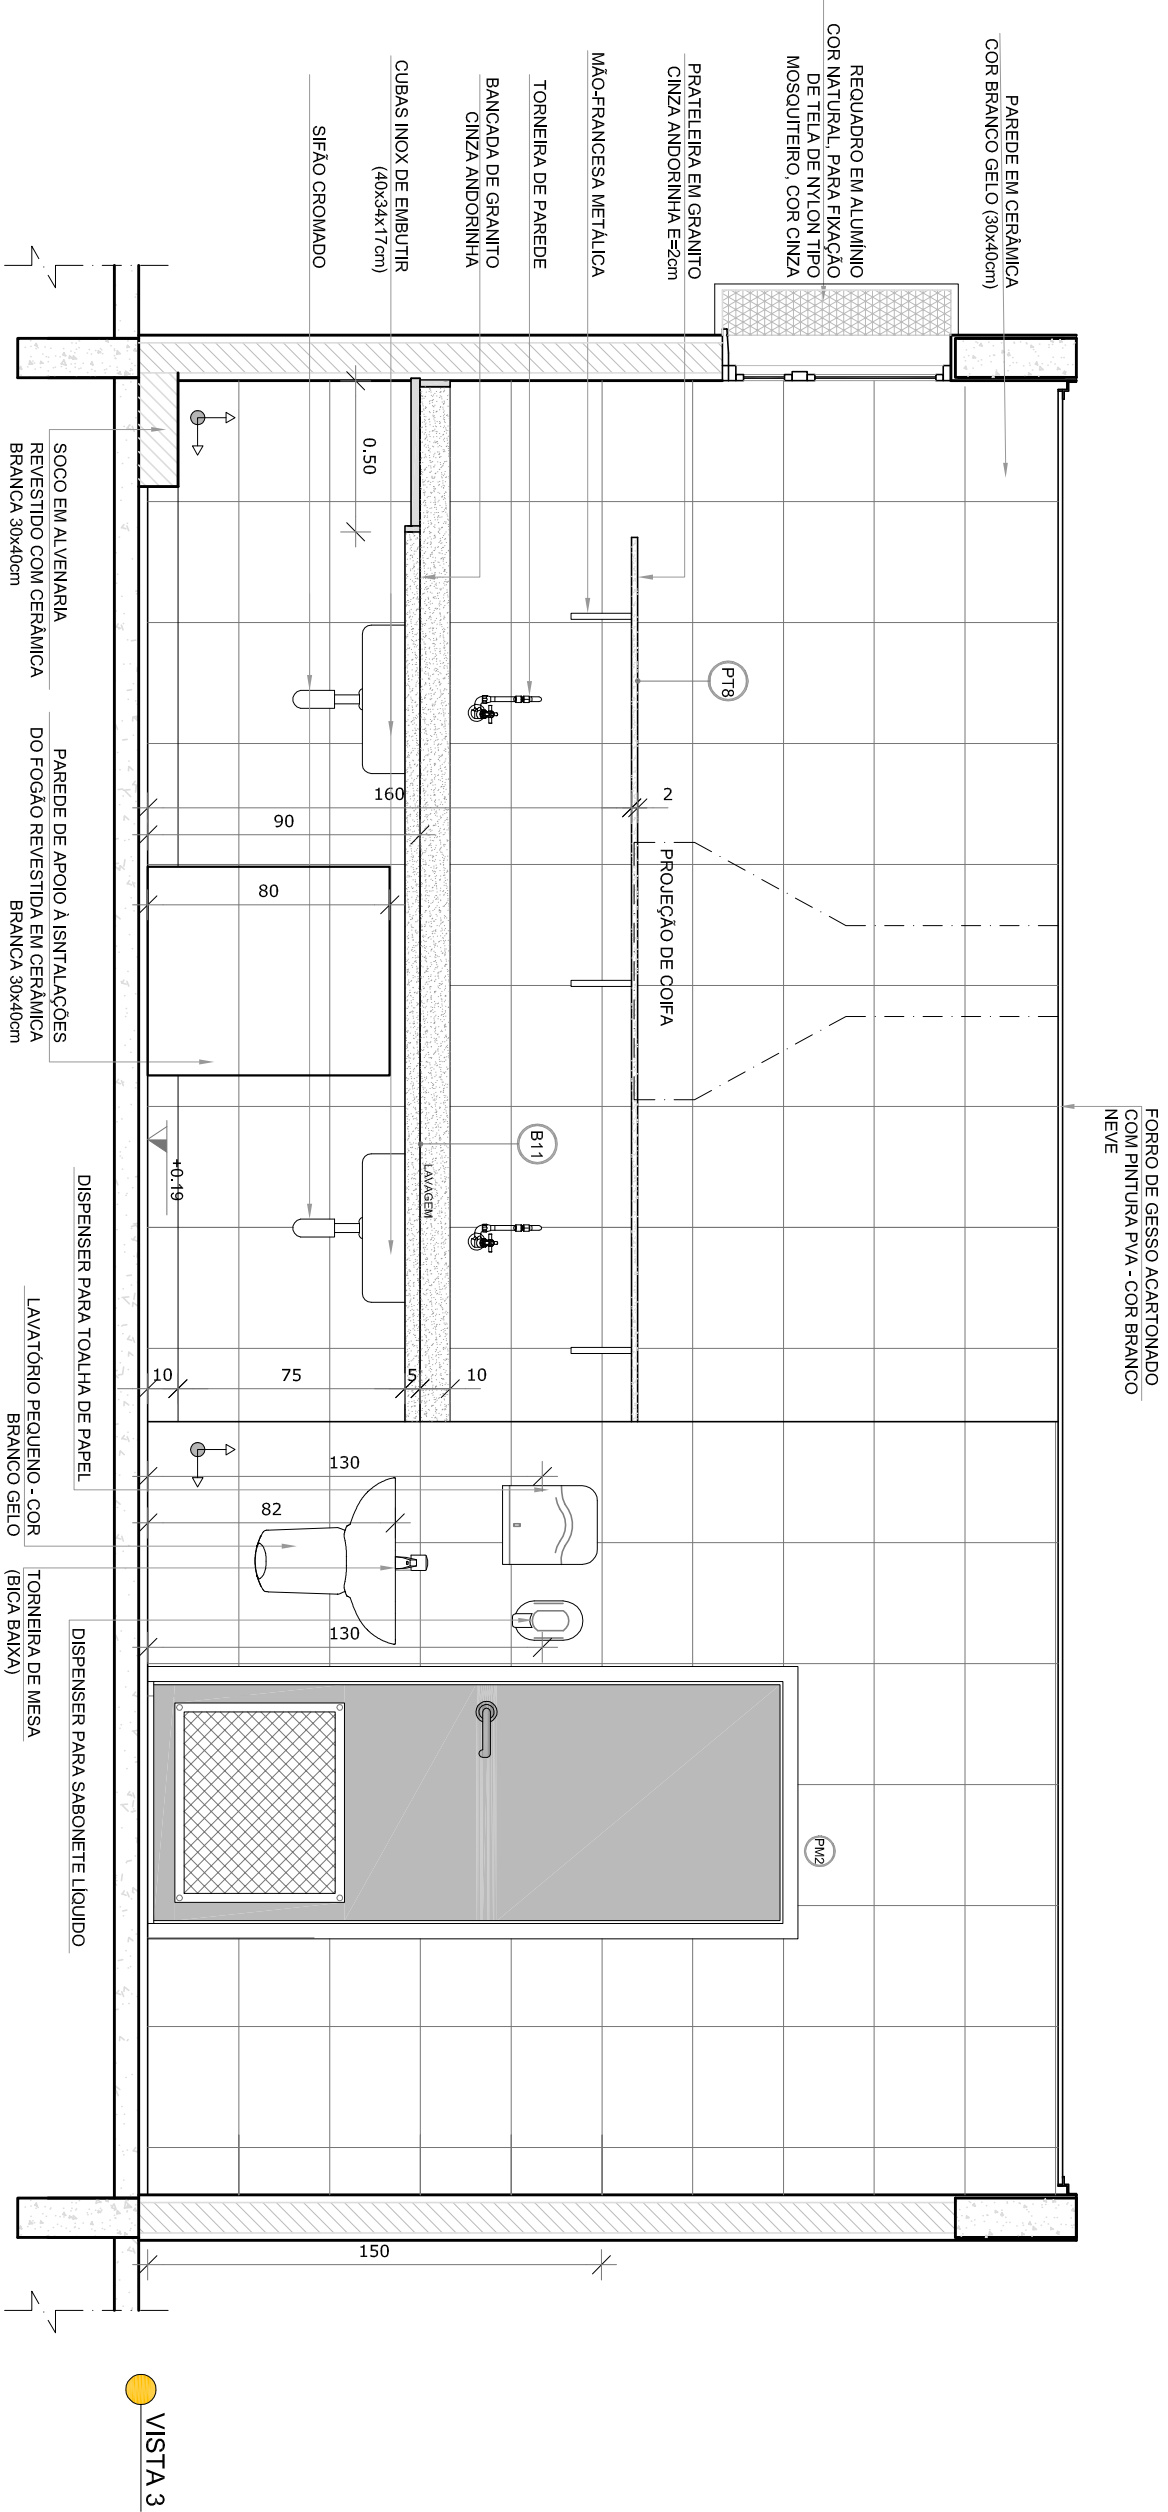 PAREDE EM CERÂMICA
COR BRANCO GELO (30x40cm)
REQUADRO EM ALUMÍNIO
COR NATURAL, PARA FIXAÇÃO
DE TELA DE NYLON TIPO
MOSQUITEIRO, COR CINZA
PRATELEIRA EM GRANITO
CINZA ANDORINHA E=2cm
MÃO-FRANCESA METÁLICA
TORNEIRA DE PAREDE
BANCADA DE GRANITO
CINZA ANDORINHA
CUBAS INOX DE EMBUTIR
(40x34x17cm)
SIFÃO CROMADO
FORRO DE GESSO ACARTONADO
COM PINTURA PVA - COR BRANCO
NEVE
PROJEÇÃO DE COIFA
PT8
B11
LAVAGEM
PM2
0.50
160
2
90
80
10
75
5
10
130
82
130
150
+0.19
SOCO EM ALVENARIA
REVESTIDO COM CERÂMICA
BRANCA 30x40cm
PAREDE DE APOIO À ISNTALAÇÕES
DO FOGÃO REVESTIDA EM CERÂMICA
BRANCA 30x40cm
DISPENSER PARA TOALHA DE PAPEL
LAVATÓRIO PEQUENO - COR
BRANCO GELO
TORNEIRA DE MESA
(BICA BAIXA)
DISPENSER PARA SABONETE LÍQUIDO
VISTA 3